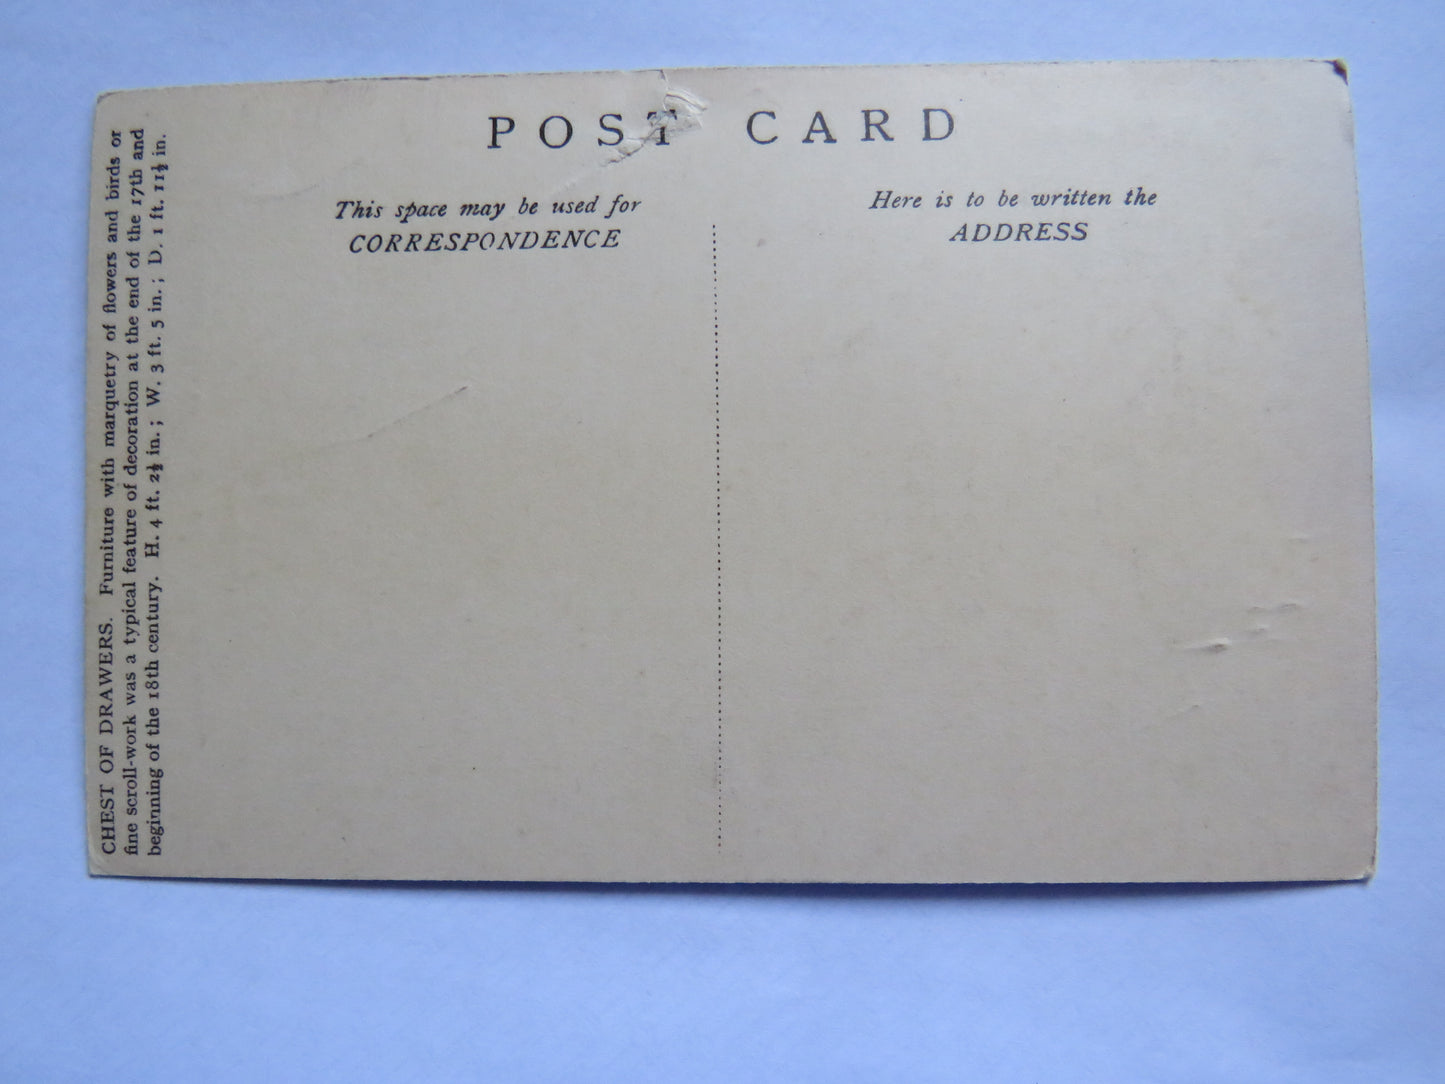 POST CARD
This space may be used for
CORRESPONDENCE
Here is to be written the
ADDRESS
CHEST OF DRAWERS. Furniture with marquetry of flowers and birds or
fine scroll-work was a typical feature of decoration at the end of the 17th and
beginning of the 18th century. H. 4 ft. 2½ in.; W. 3 ft. 5 in.; D. 1 ft. 11½ in.